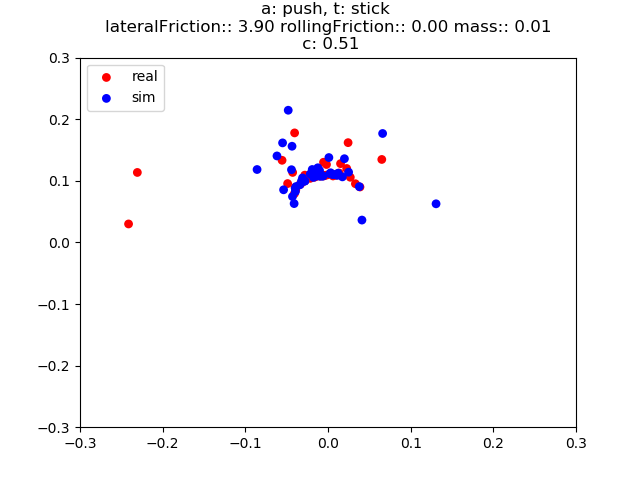 a: push, t: stick
lateralFriction:: 3.90 rollingFriction:: 0.00 mass:: 0.01
c: 0.51
real
sim
0.3
0.2
0.1
0.0
−0.1
−0.2
−0.3
−0.3
−0.2
−0.1
0.0
0.1
0.2
0.3